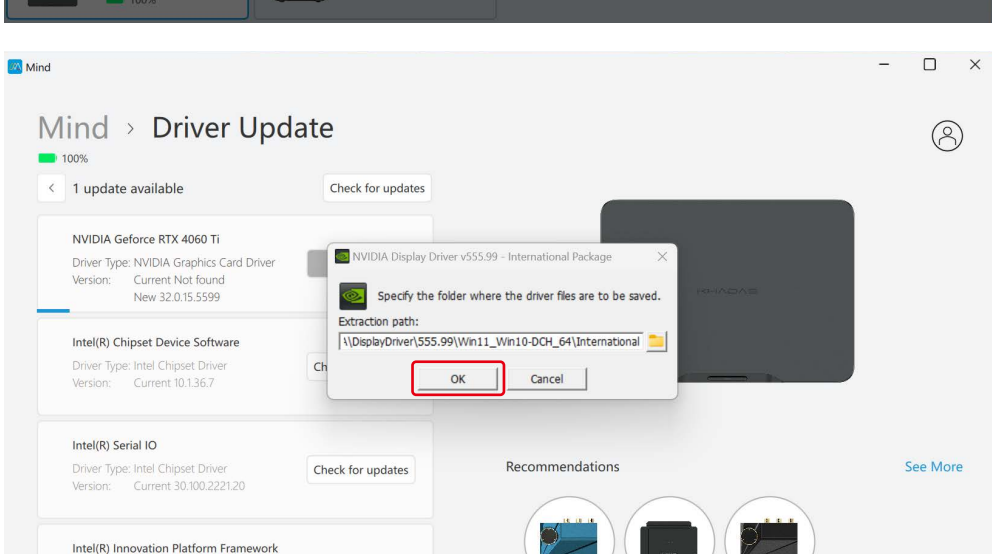 100%
Mind
Mind > Driver Update
100%
< 1 update available
Check for updates
NVIDIA Geforce RTX 4060 Ti
Driver Type: NVIDIA Graphics Card Driver
Version: Current Not found
New 32.0.15.5599
NVIDIA Display Driver v555.99 - International Package
Specify the folder where the driver files are to be saved.
Extraction path:
\DisplayDriver\555.99\Win11_Win10-DCH_64\International
OK
Cancel
KHADAS
Intel(R) Chipset Device Software
Driver Type: Intel Chipset Driver
Version: Current 10.1.36.7
Ch
Intel(R) Serial IO
Driver Type: Intel Chipset Driver
Version: Current 30.100.2221.20
Check for updates
Recommendations
See More
Intel(R) Innovation Platform Framework